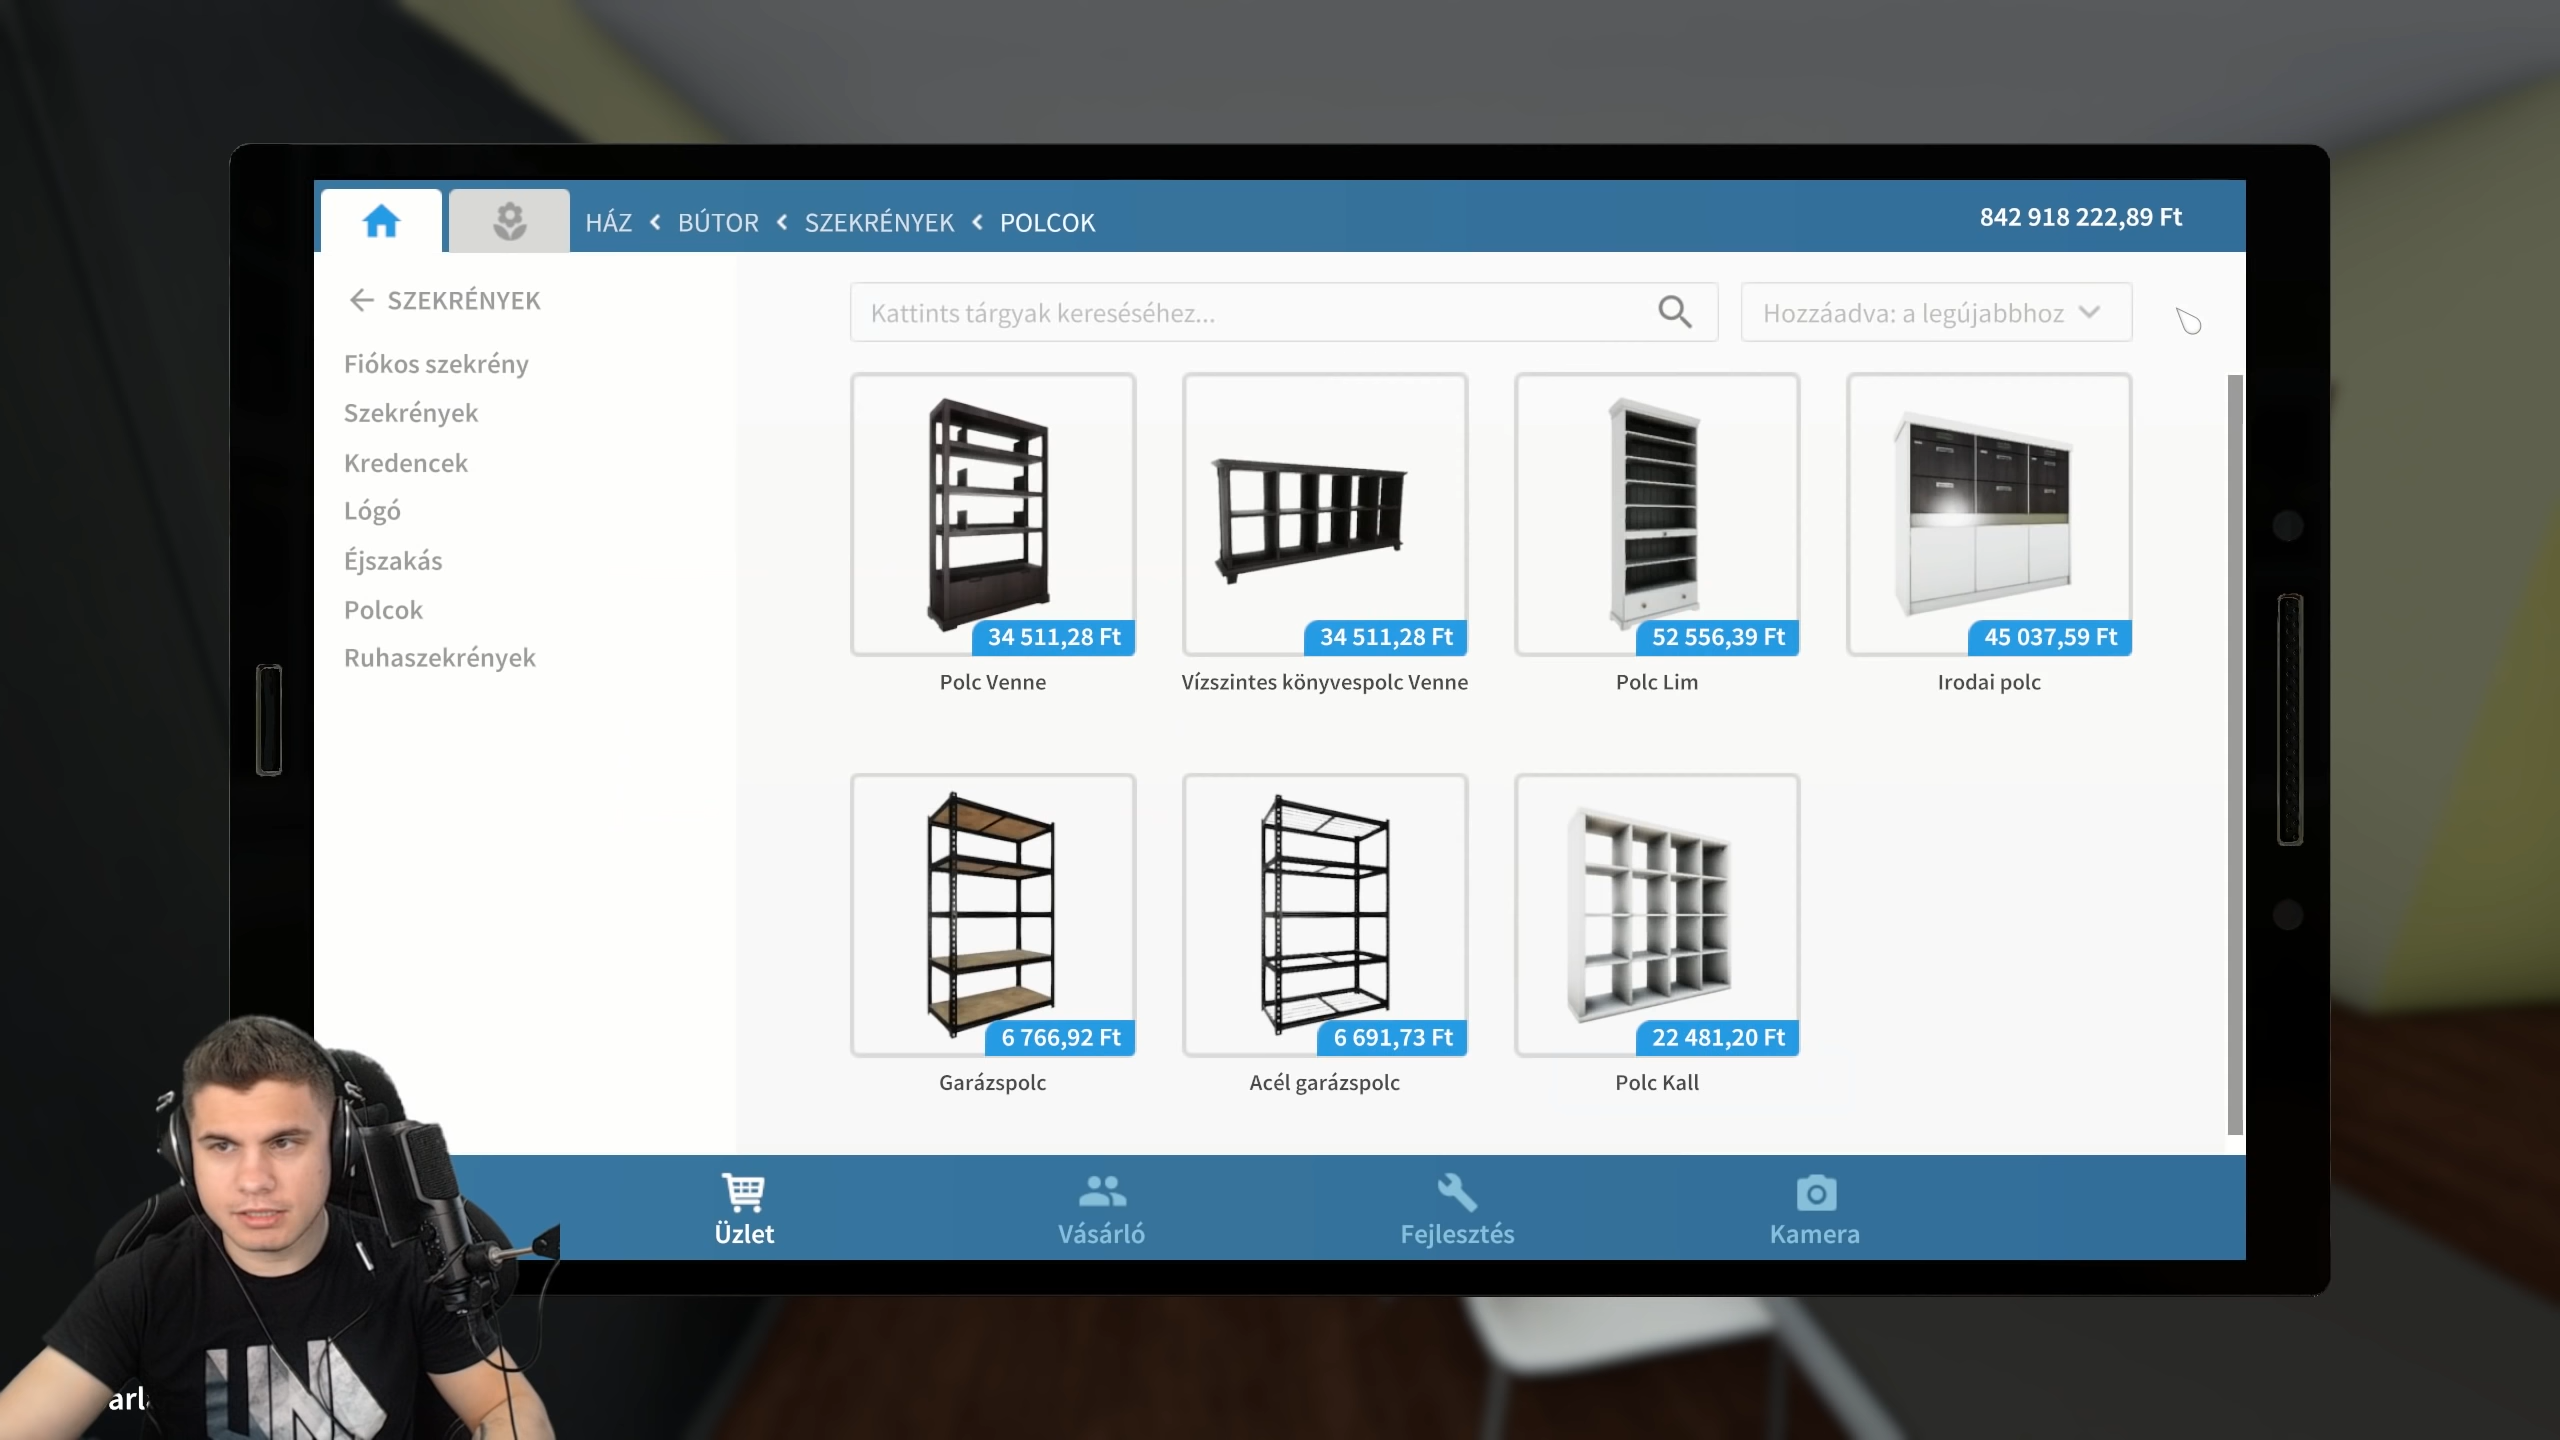 HÁZ BÚTOR SZEKRÉNYEK POLCOK
842 918 222,89 Ft
SZEKRÉNYEK
Fiókos szekrény
Szekrények
Kredencek
Lógó
Éjszakás
Polcok
Ruhaszekrények
Kattints tárgyak kereséséhez...
Hozzáadva: a legújabbhoz
34 511,28 Ft
34 511,28 Ft
52 556,39 Ft
45 037,59 Ft
Polc Venne
Vízszintes könyvespolc Venne
Polc Lim
Irodai polc
6 766,92 Ft
6 691,73 Ft
22 481,20 Ft
Garázspolc
Acél garázspolc
Polc Kall
Üzlet
Vásárló
Fejlesztés
Kamera